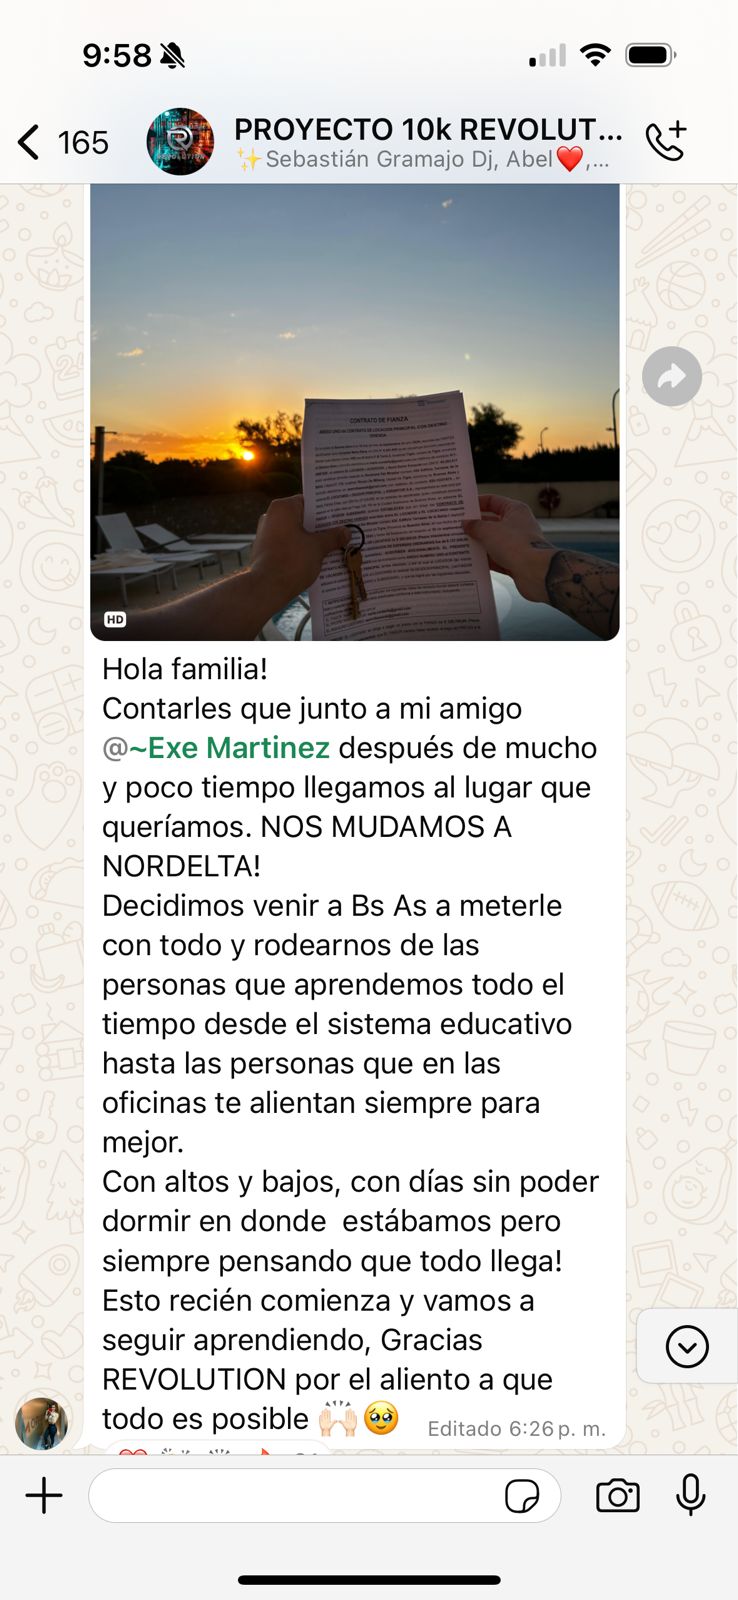 9:58
165
PROYECTO 10k REVOLUT...
✨Sebastián Gramajo Dj, Abel❤️,...
CONTRATO DE FIANZA
HD
Hola familia!
Contarles que junto a mi amigo
@~Exe Martinez después de mucho
y poco tiempo llegamos al lugar que
queríamos. NOS MUDAMOS A
NORDELTA!
Decidimos venir a Bs As a meterle
con todo y rodearnos de las
personas que aprendemos todo el
tiempo desde el sistema educativo
hasta las personas que en las
oficinas te alientan siempre para
mejor.
Con altos y bajos, con días sin poder
dormir en donde  estábamos pero
siempre pensando que todo llega!
Esto recién comienza y vamos a
seguir aprendiendo, Gracias
REVOLUTION por el aliento a que
todo es posible 🙌🏻🥹
Editado 6:26 p. m.